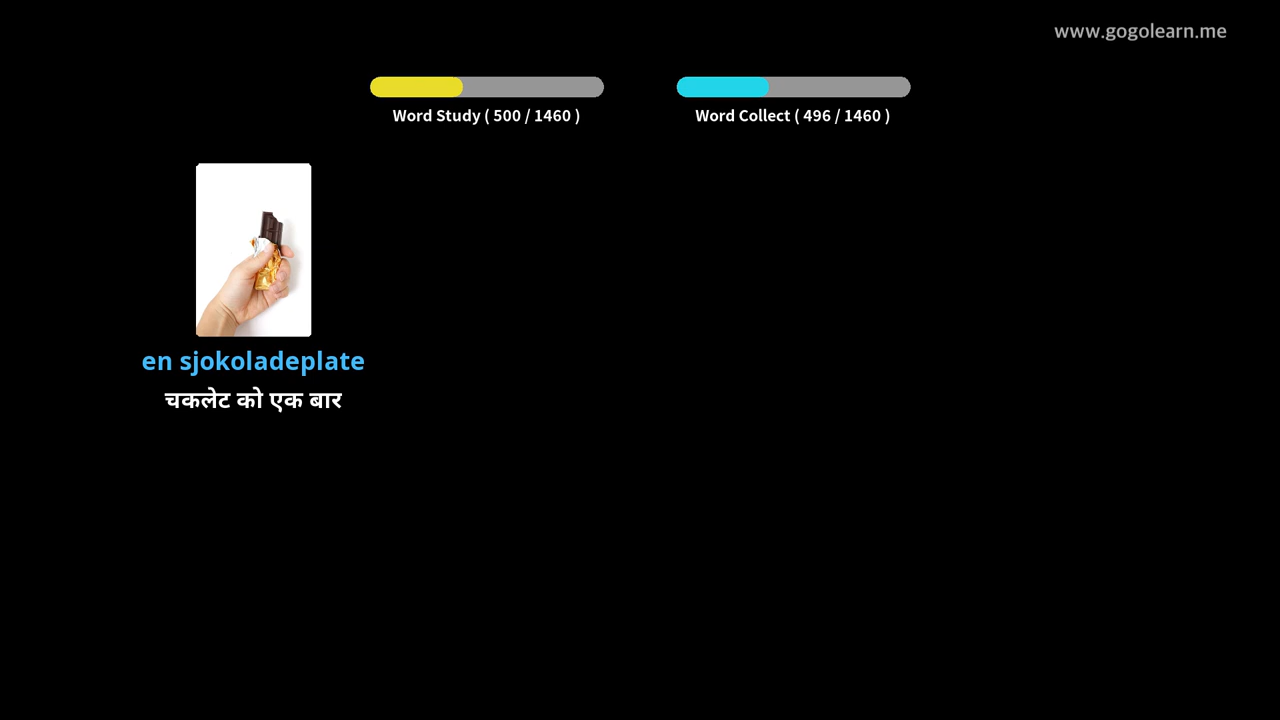 www.gogolearn.me
Word Study ( 500 / 1460 )
Word Collect ( 496 / 1460 )
en sjokoladeplate
चकलेट को एक बार